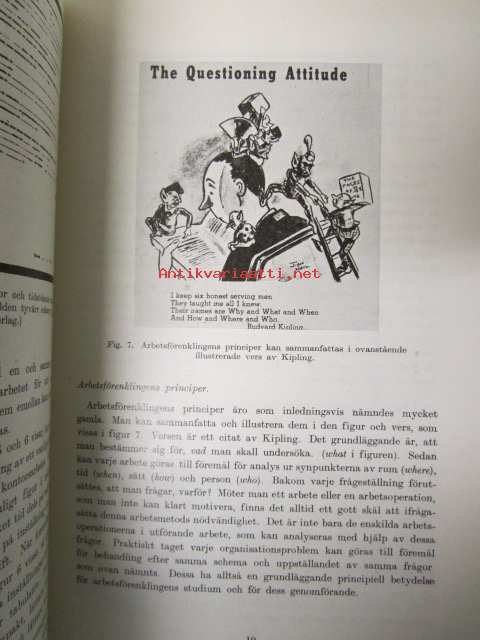 The Questioning Attitude
THE
FACTS
Antikvariaatti.net
I keep six honest serving men
They taught me all I knew.
Their names are Why and What and When
And How and Where and Who.
Rudyard Kipling.
Fig. 7. Arbetsförenklingens principer kan sammanfattas i ovanstående
illustrerade vers av Kipling.
Arbetsförenklingens principer.
Arbetsförenklingens principer äro som inledningsvis nämndes mycket
gamla. Man kan sammanfatta och illustrera dem i den figur och vers, som
visas i figur 7. Versen är ett citat av Kipling. Det grundläggande är, att
man bestämmer sig för, vad man skall undersöka. (what i figuren). Sedan
kan varje arbete göras till föremål för analys ur synpunkterna av rum (where),
tid (when), sätt (how) och person (who). Bakom varje frågeställning förut-
sättes, att man frågar, varför? Möter man ett arbete eller en arbetsoperation,
som man inte kan klart motivera, finns det alltid ett gott skäl att ifråga-
sätta denna arbetsmetods nödvändighet. Det är inte bara de enskilda arbets-
operationerna i utförande arbete, som kan analyseras med hjälp av dessa
frågor. Praktiskt taget varje organisationsproblem kan göras till föremål
för behandling efter samma schema och uppställandet av samma frågor
som ovan nämnts. Dessa ha alltså en grundläggande principiell betydelse
för arbetsförenklingens studium och för dess genomförande.